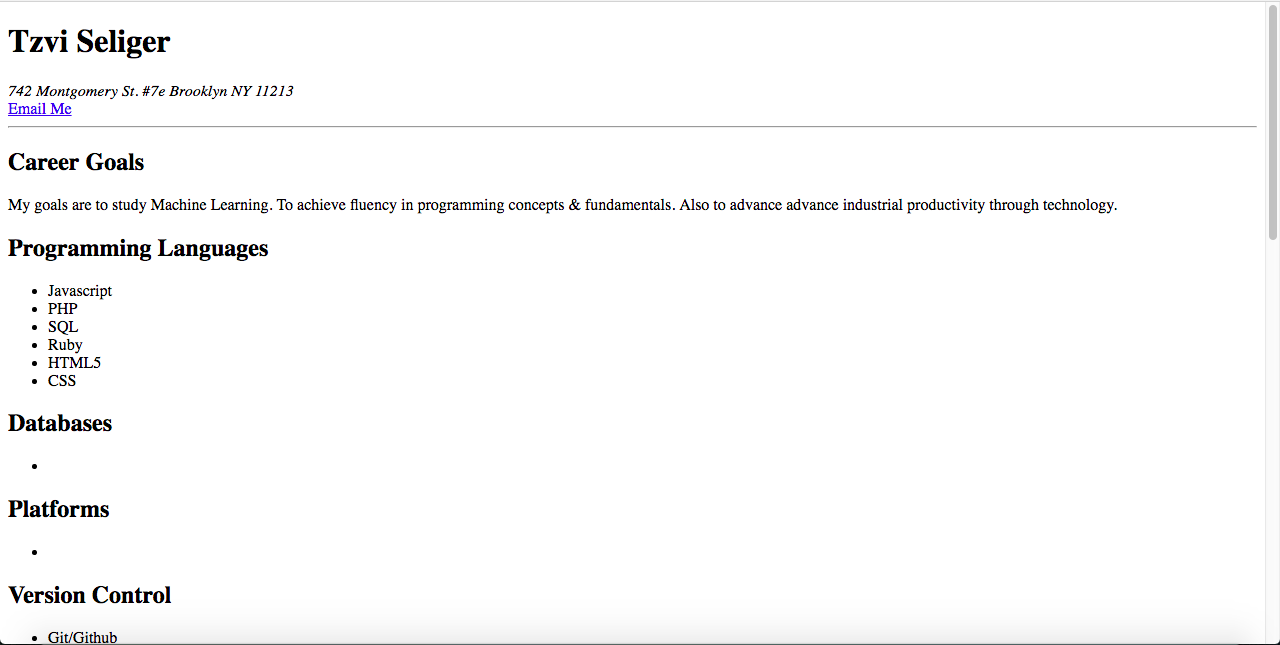 Tzvi Seliger
742 Montgomery St. #7e Brooklyn NY 11213
Email Me
Career Goals
My goals are to study Machine Learning. To achieve fluency in programming concepts & fundamentals. Also to advance advance industrial productivity through technology.
Programming Languages
• Javascript
• PHP
• SQL
• Ruby
• HTML5
• CSS
Databases
•
Platforms
•
Version Control
• Git/Github